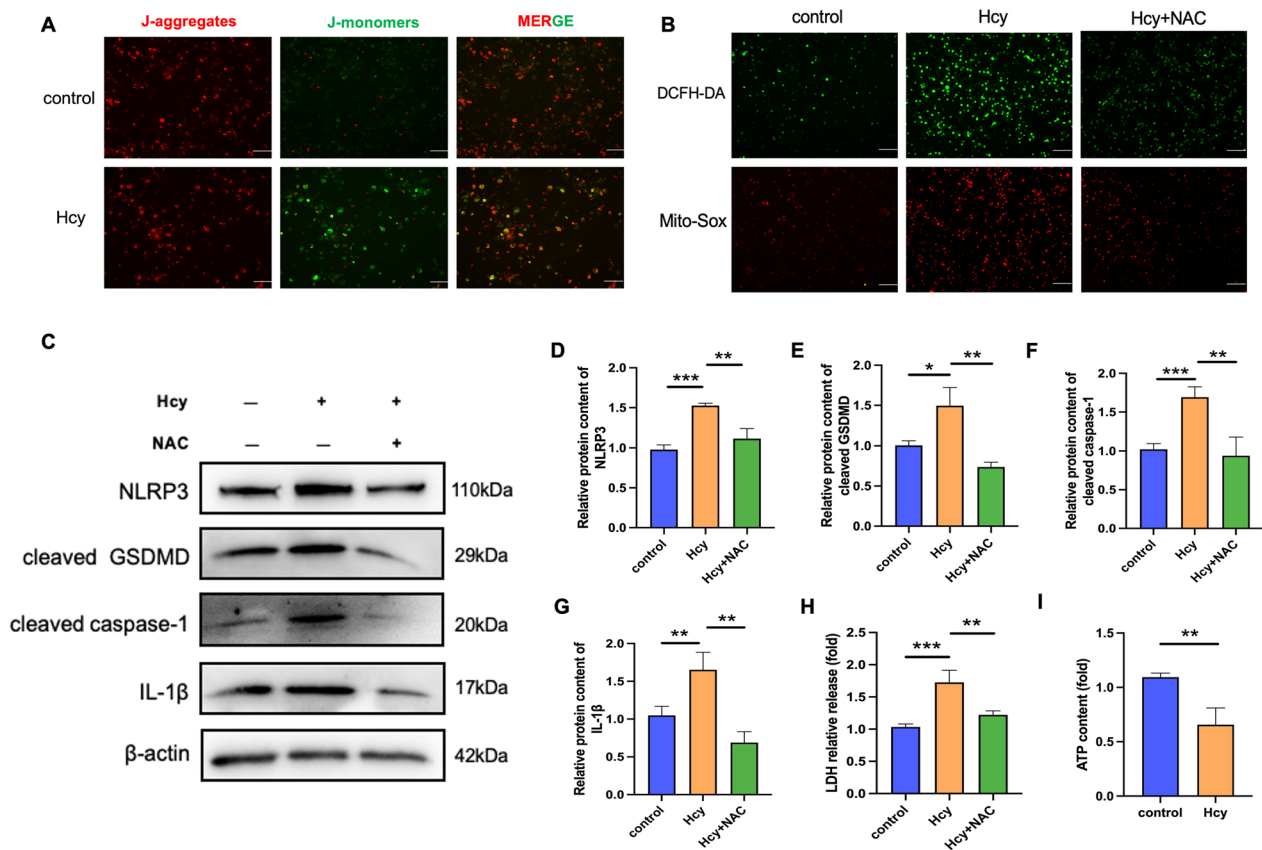 A
J-aggregates J-monomers MERGE
control
Hcy
B
control Hcy Hcy+NAC
DCFH-DA
Mito-Sox
C
Hcy — + +
NAC — — +
NLRP3 110kDa
cleaved GSDMD 29kDa
cleaved caspase-1 20kDa
IL-1β 17kDa
β-actin 42kDa
D
Relative protein content of
NLRP3
2.0
1.5
1.0
0.5
0.0
*** **
control Hcy Hcy+NAC
E
Relative protein content of
cleaved GSDMD
2.0
1.5
1.0
0.5
0.0
* **
control Hcy Hcy+NAC
F
Relative protein content of
cleaved caspase-1
2.0
1.5
1.0
0.5
0.0
*** **
control Hcy Hcy+NAC
G
Relative protein content of
IL-1β
2.0
1.5
1.0
0.5
0.0
** **
control Hcy Hcy+NAC
H
LDH relative release (fold)
2.5
2.0
1.5
1.0
0.5
0.0
*** **
control Hcy Hcy+NAC
I
ATP content (fold)
1.5
1.0
0.5
0.0
**
control Hcy